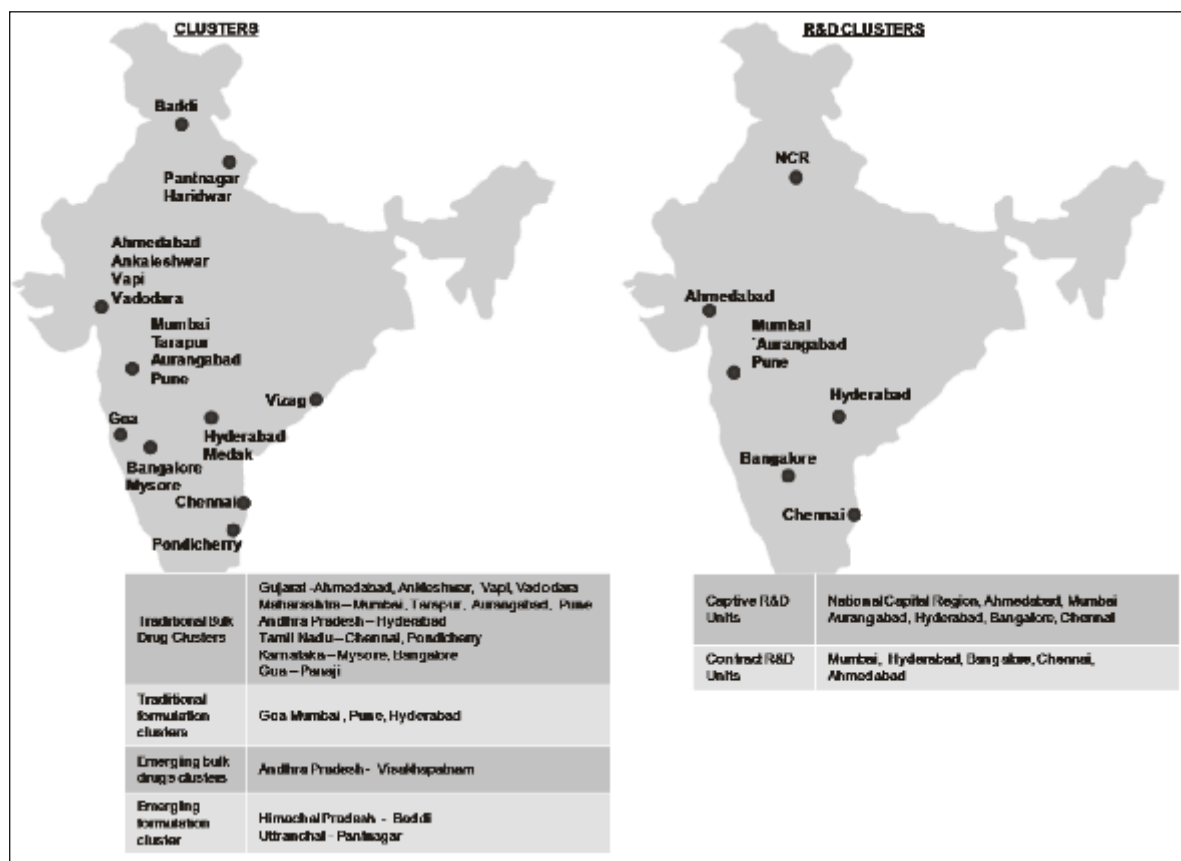 CLUSTERS
Baddi
Pantnagar
Haridwar
Ahmedabad
Ankaleshwar
Vapi
Vadodara
Mumbai
Tarapur
Aurangabad
Pune
Vizag
Goa
Hyderabad
Medak
Bangalore
Mysore
Chennai
Pondicherry
Traditional Bulk
Drug Clusters
Gujarat -Ahmedabad, Ankleshwar, Vapi, Vadodara
Maharashtra – Mumbai, Tarapur, Aurangabad, Pune
Andhra Pradesh – Hyderabad
Tamil Nadu – Chennai, Pondicherry
Karnataka – Mysore, Bangalore
Goa – Panaji
Traditional
formulation
clusters
Goa Mumbai , Pune, Hyderabad
Emerging bulk
drugs clusters
Andhra Pradesh - Visakhapatnam
Emerging
formulation
cluster
Himachal Pradesh - Baddi
Uttranchal - Pantnagar
R&D CLUSTERS
NCR
Ahmedabad
Mumbai
`Aurangabad
Pune
Hyderabad
Bangalore
Chennai
Captive R&D
Units
National Capital Region, Ahmedabad, Mumbai
Aurangabad, Hyderabad, Bangalore, Chennai
Contract R&D
Units
Mumbai, Hyderabad, Bangalore, Chennai,
Ahmedabad